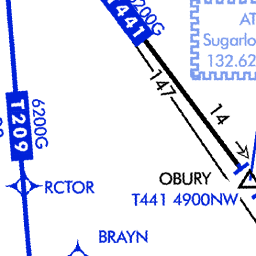 6200G
T441
AT
Sugarlo
132.62
147
14
T209
6200G
RCTOR
OBURY
T441 4900NW
BRAYN